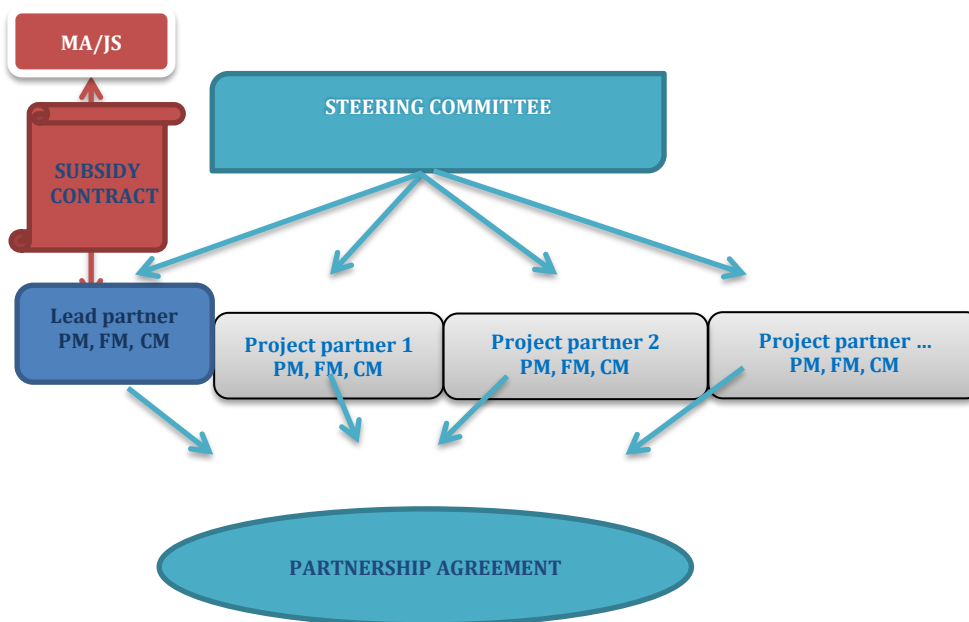 MA/JS
STEERING COMMITTEE
SUBSIDY
CONTRACT
Lead partner
PM, FM, CM
Project partner 1
PM, FM, CM
Project partner 2
PM, FM, CM
Project partner ...
PM, FM, CM
PARTNERSHIP AGREEMENT